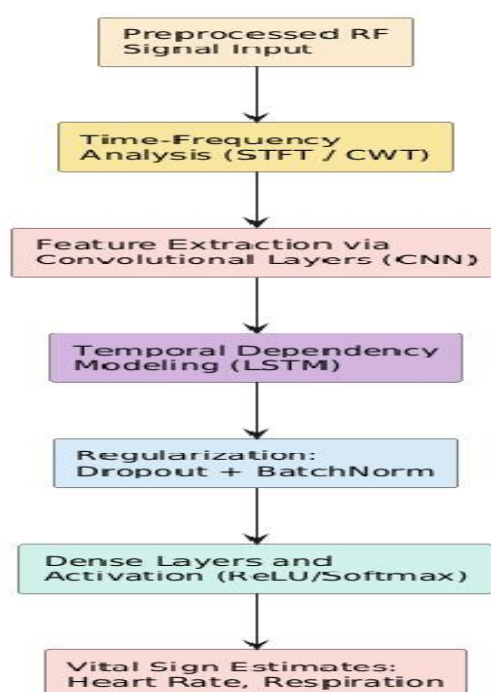 Preprocessed RF
Signal Input
Time-Frequency
Analysis (STFT / CWT)
Feature Extraction via
Convolutional Layers (CNN)
Temporal Dependency
Modeling (LSTM)
Regularization:
Dropout + BatchNorm
Dense Layers and
Activation (ReLU/Softmax)
Vital Sign Estimates:
Heart Rate, Respiration